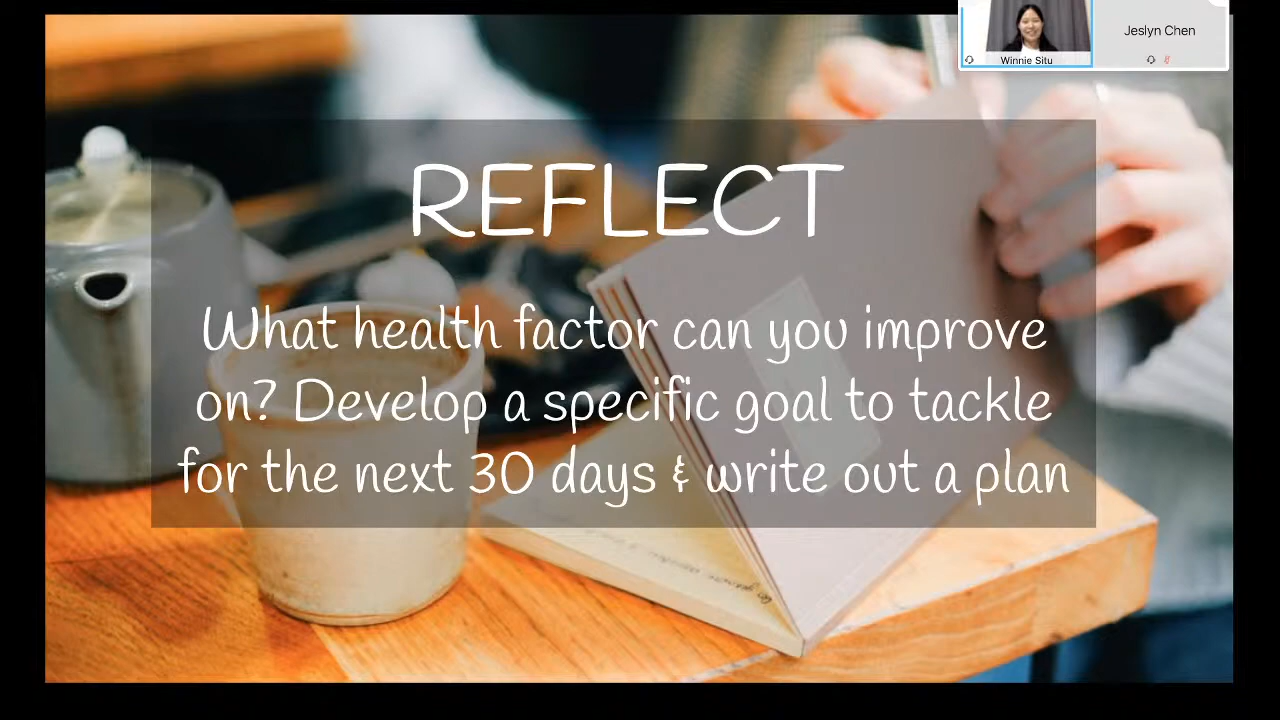 Winnie Situ
Jeslyn Chen
REFLECT
What health factor can you improve
on? Develop a specific goal to tackle
for the next 30 days & write out a plan